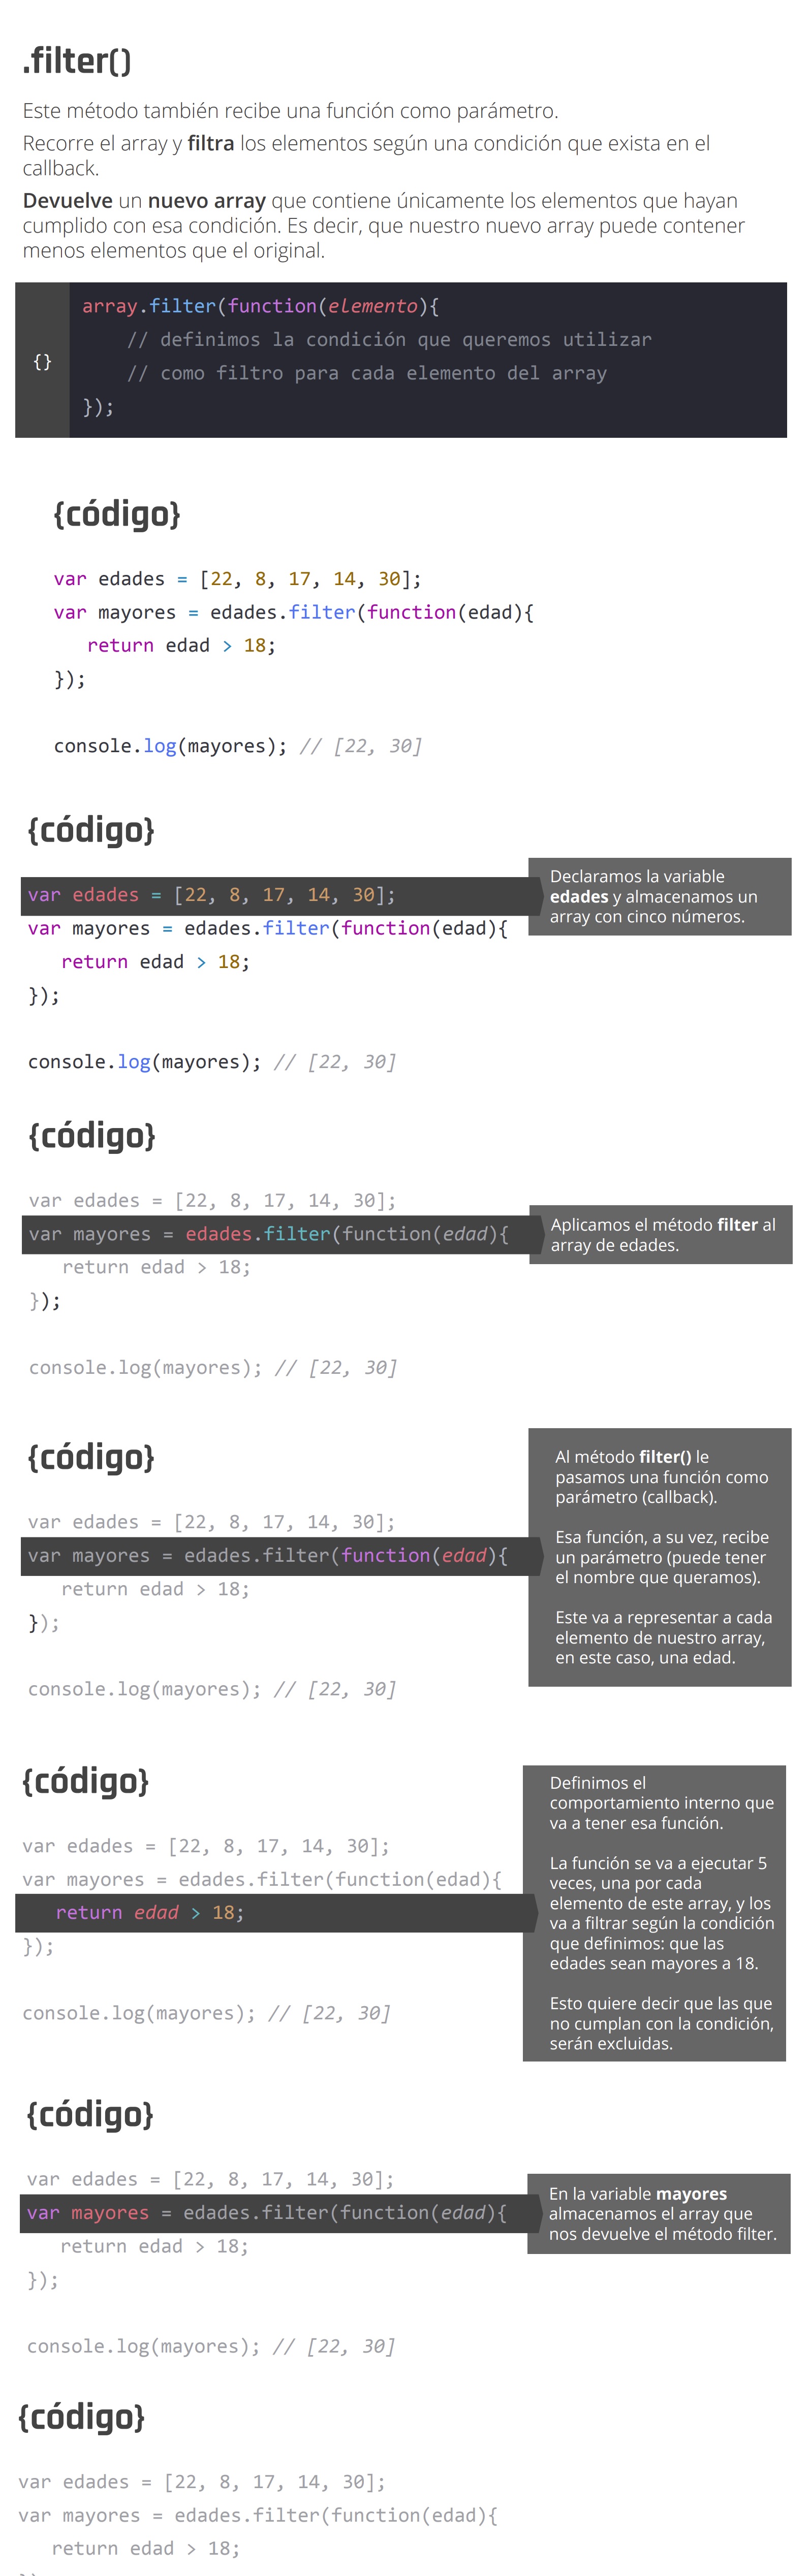 .filter()
Este método también recibe una función como parámetro.
Recorre el array y filtra los elementos según una condición que exista en el
callback.
Devuelve un nuevo array que contiene únicamente los elementos que hayan
cumplido con esa condición. Es decir, que nuestro nuevo array puede contener
menos elementos que el original.
{}
array.filter(function(elemento){
// definimos la condición que queremos utilizar
// como filtro para cada elemento del array
});
{código}
var edades = [22, 8, 17, 14, 30];
var mayores = edades.filter(function(edad){
return edad > 18;
});
console.log(mayores); // [22, 30]
{código}
var edades = [22, 8, 17, 14, 30];
var mayores = edades.filter(function(edad){
return edad > 18;
});
console.log(mayores); // [22, 30]
Declaramos la variable
edades y almacenamos un
array con cinco números.
{código}
var edades = [22, 8, 17, 14, 30];
var mayores = edades.filter(function(edad){
return edad > 18;
});
console.log(mayores); // [22, 30]
Aplicamos el método filter al
array de edades.
{código}
var edades = [22, 8, 17, 14, 30];
var mayores = edades.filter(function(edad){
return edad > 18;
});
console.log(mayores); // [22, 30]
Al método filter() le
pasamos una función como
parámetro (callback).
Esa función, a su vez, recibe
un parámetro (puede tener
el nombre que queramos).
Este va a representar a cada
elemento de nuestro array,
en este caso, una edad.
{código}
var edades = [22, 8, 17, 14, 30];
var mayores = edades.filter(function(edad){
return edad > 18;
});
console.log(mayores); // [22, 30]
Definimos el
comportamiento interno que
va a tener esa función.
La función se va a ejecutar 5
veces, una por cada
elemento de este array, y los
va a filtrar según la condición
que definimos: que las
edades sean mayores a 18.
Esto quiere decir que las que
no cumplan con la condición,
serán excluidas.
{código}
var edades = [22, 8, 17, 14, 30];
var mayores = edades.filter(function(edad){
return edad > 18;
});
console.log(mayores); // [22, 30]
En la variable mayores
almacenamos el array que
nos devuelve el método filter.
{código}
var edades = [22, 8, 17, 14, 30];
var mayores = edades.filter(function(edad){
return edad > 18;